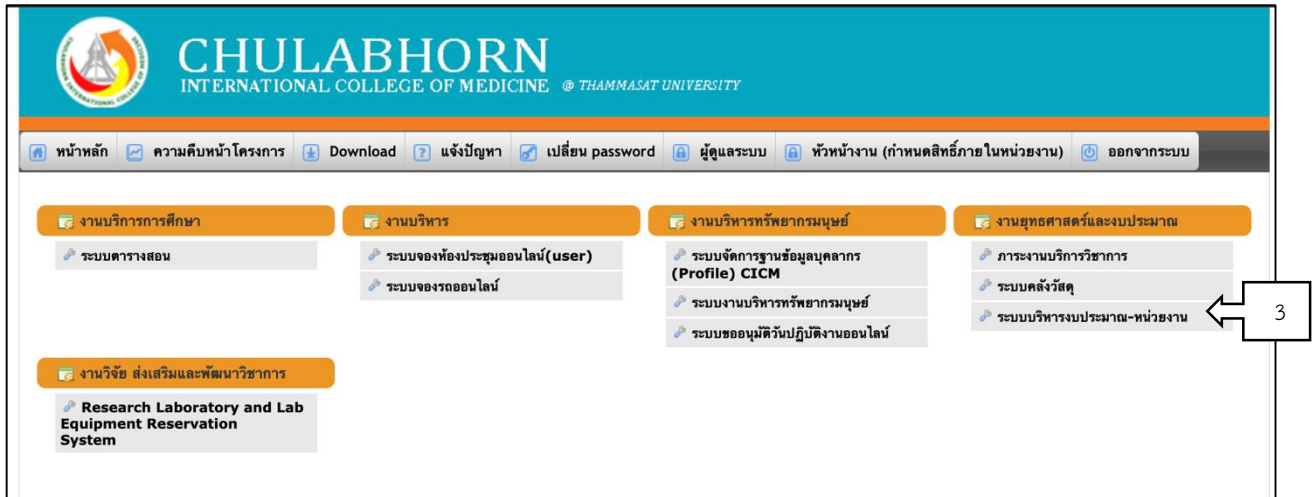 CHULABHORN
INTERNATIONAL COLLEGE OF MEDICINE @ THAMMASAT UNIVERSITY
หน้าหลัก ความคืบหน้าโครงการ Download แจ้งปัญหา เปลี่ยน password ผู้ดูแลระบบ หัวหน้างาน (กำหนดสิทธิ์ภายในหน่วยงาน) ออกจากระบบ
งานบริการการศึกษา
ระบบตารางสอน
งานบริหาร
ระบบจองห้องประชุมออนไลน์(user)
ระบบจองรถออนไลน์
งานบริหารทรัพยากรมนุษย์
ระบบจัดการฐานข้อมูลบุคลากร
(Profile) CICM
ระบบงานบริหารทรัพยากรมนุษย์
ระบบขออนุมัติวันปฏิบัติงานออนไลน์
งานยุทธศาสตร์และงบประมาณ
ภาระงานบริการวิชาการ
ระบบคลังวัสดุ
ระบบบริหารงบประมาณ-หน่วยงาน
3
งานวิจัย ส่งเสริมและพัฒนาวิชาการ
Research Laboratory and Lab
Equipment Reservation
System